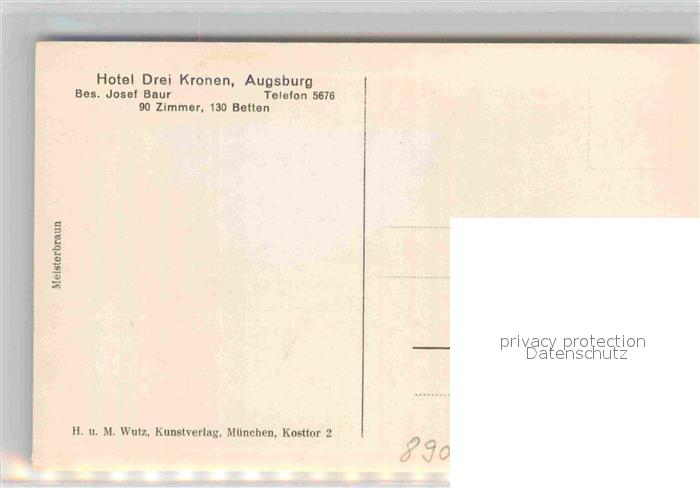 Hotel Drei Kronen, Augsburg
Bes. Josef Baur Telefon 5676
90 Zimmer, 130 Betten
Meisterbraun
H. u. M. Wutz, Kunstverlag, München, Kosttor 2
890
privacy protection
Datenschutz